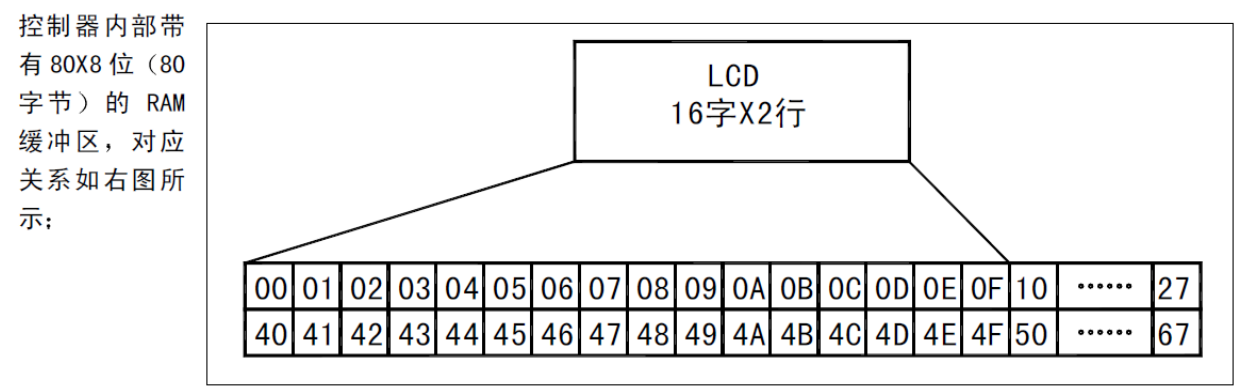 控制器内部带
有 80X8 位（80
字节）的 RAM
缓冲区，对应
关系如右图所
示；
LCD
16字X2行
00 01 02 03 04 05 06 07 08 09 0A 0B 0C 0D 0E 0F 10 ······ 27
40 41 42 43 44 45 46 47 48 49 4A 4B 4C 4D 4E 4F 50 ······ 67